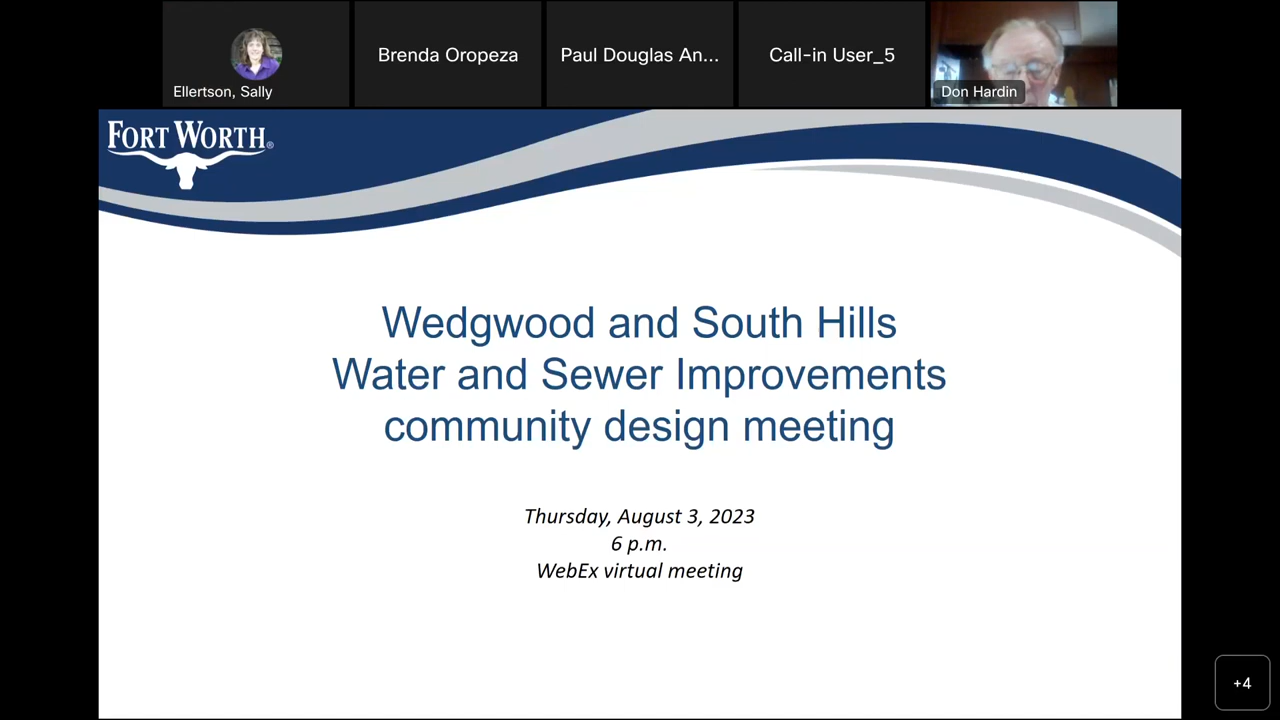 Ellertson, Sally
Brenda Oropeza
Paul Douglas An...
Call-in User_5
Don Hardin
FORT WORTH®
Wedgwood and South Hills
Water and Sewer Improvements
community design meeting
Thursday, August 3, 2023
6 p.m.
WebEx virtual meeting
+4